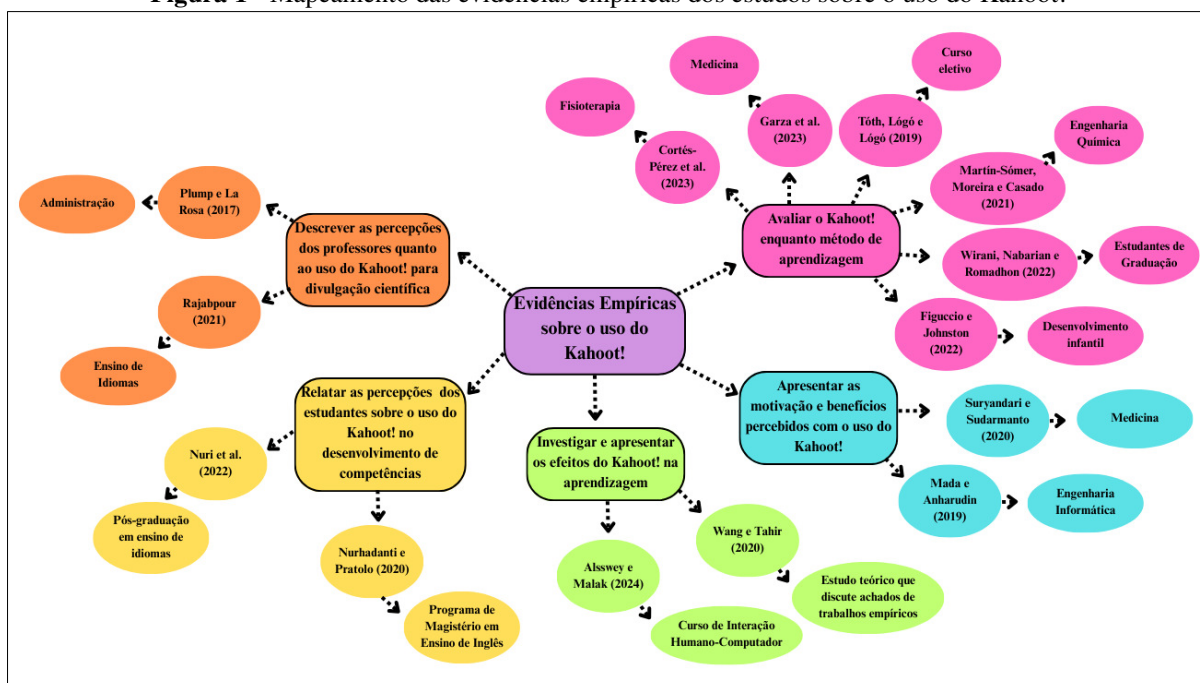 Figura 1 - Mapeamento das evidências empíricas dos estudos sobre o uso do Kahoot!
Curso
eletivo
Medicina
Fisioterapia
Garza et al.
(2023)
Tóth, Lógó e
Lógó (2019)
Engenharia
Química
Cortés-
Pérez et al.
(2023)
Martín-Sómer,
Moreira e Casado
(2021)
Plump e La
Rosa (2017)
Administração
Descrever as percepções
dos professores quanto
ao uso do Kahoot! para
divulgação científica
Avaliar o Kahoot!
enquanto método de
aprendizagem
Wirani, Nabarian e
Romadhon (2022)
Estudantes de
Graduação
Rajabpour
(2021)
Evidências Empíricas
sobre o uso do
Kahoot!
Figuccio e
Johnston
(2022)
Desenvolvimento
infantil
Ensino de
Idiomas
Relatar as percepções dos
estudantes sobre o uso do
Kahoot! no
desenvolvimento de
competências
Apresentar as
motivação e benefícios
percebidos com o uso do
Kahoot!
Suryandari e
Sudarmanto
(2020)
Medicina
Investigar e apresentar
os efeitos do Kahoot! na
aprendizagem
Nuri et al.
(2022)
Mada e
Anharudin
(2019)
Engenharia
Informática
Pós-graduação
em ensino de
idiomas
Nurhadanti e
Pratolo (2020)
Alsswey e
Malak (2024)
Wang e Tahir
(2020)
Estudo teórico que
discute achados de
trabalhos empíricos
Programa de
Magistério em
Ensino de Inglês
Curso de Interação
Humano-Computador